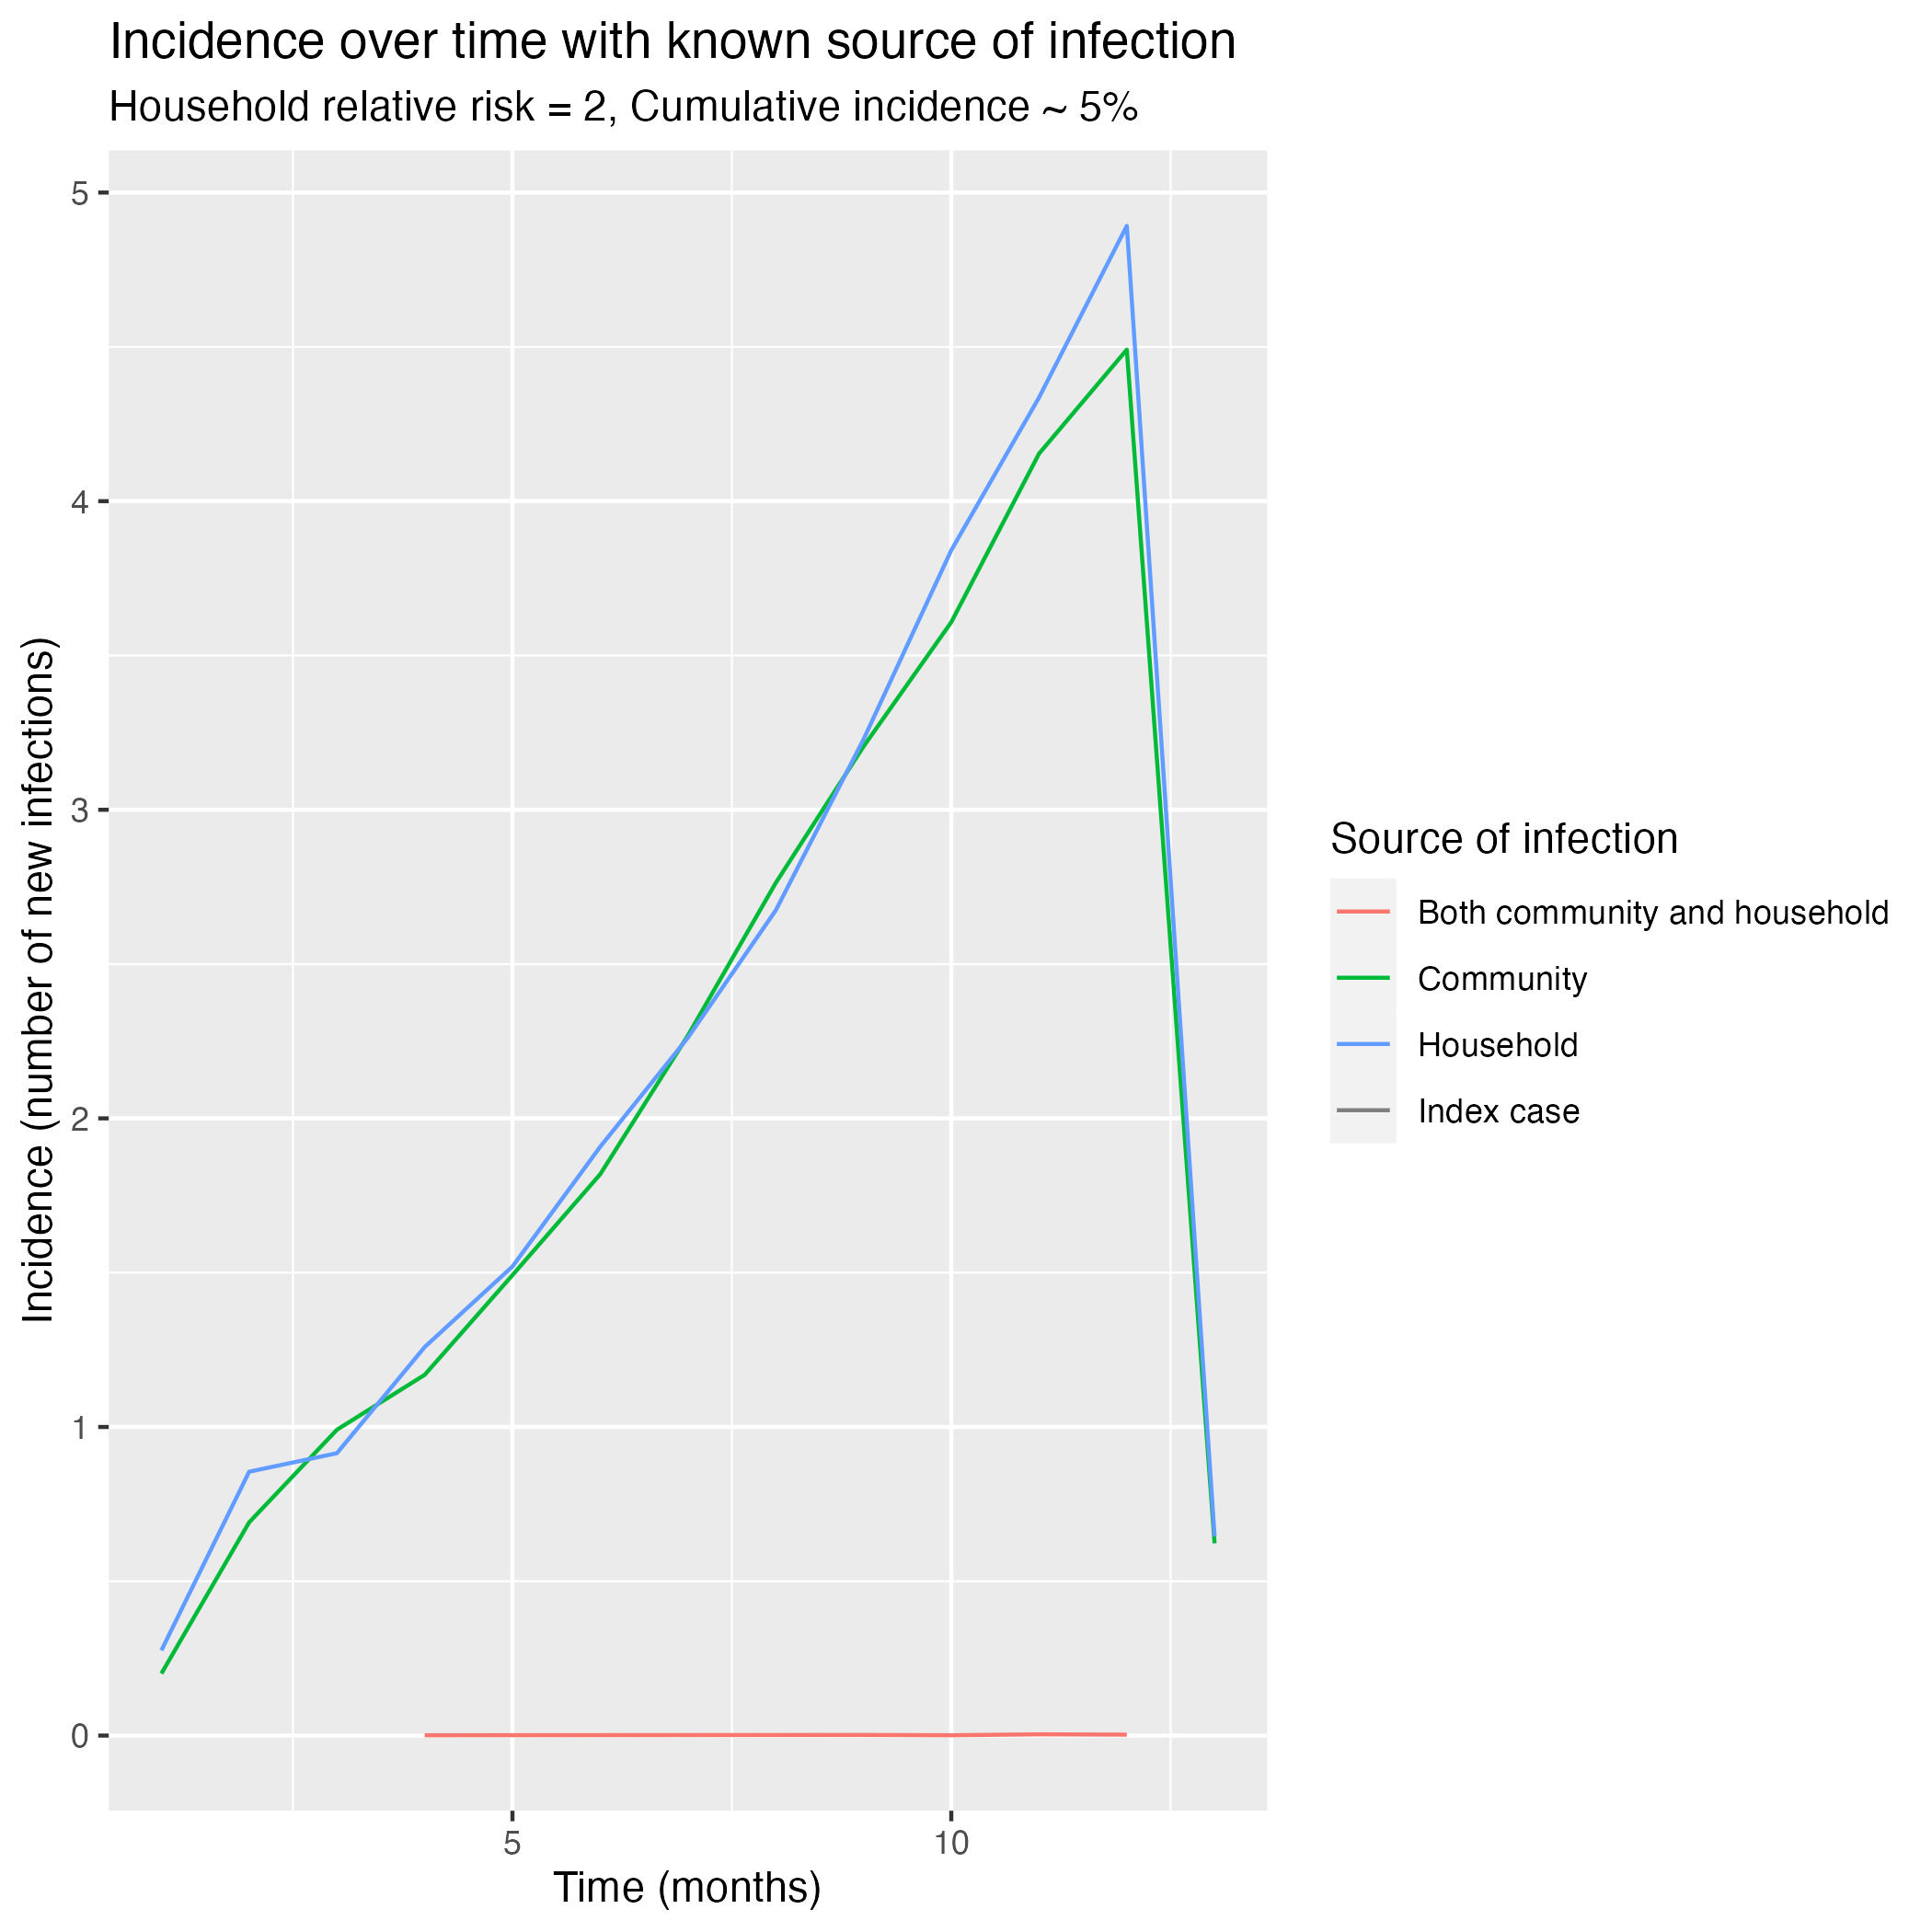 Incidence over time with known source of infection
Household relative risk = 2, Cumulative incidence ~ 5%
Incidence (number of new infections)
5
4
3
2
1
0
5 10
Time (months)
Source of infection
Both community and household
Community
Household
Index case